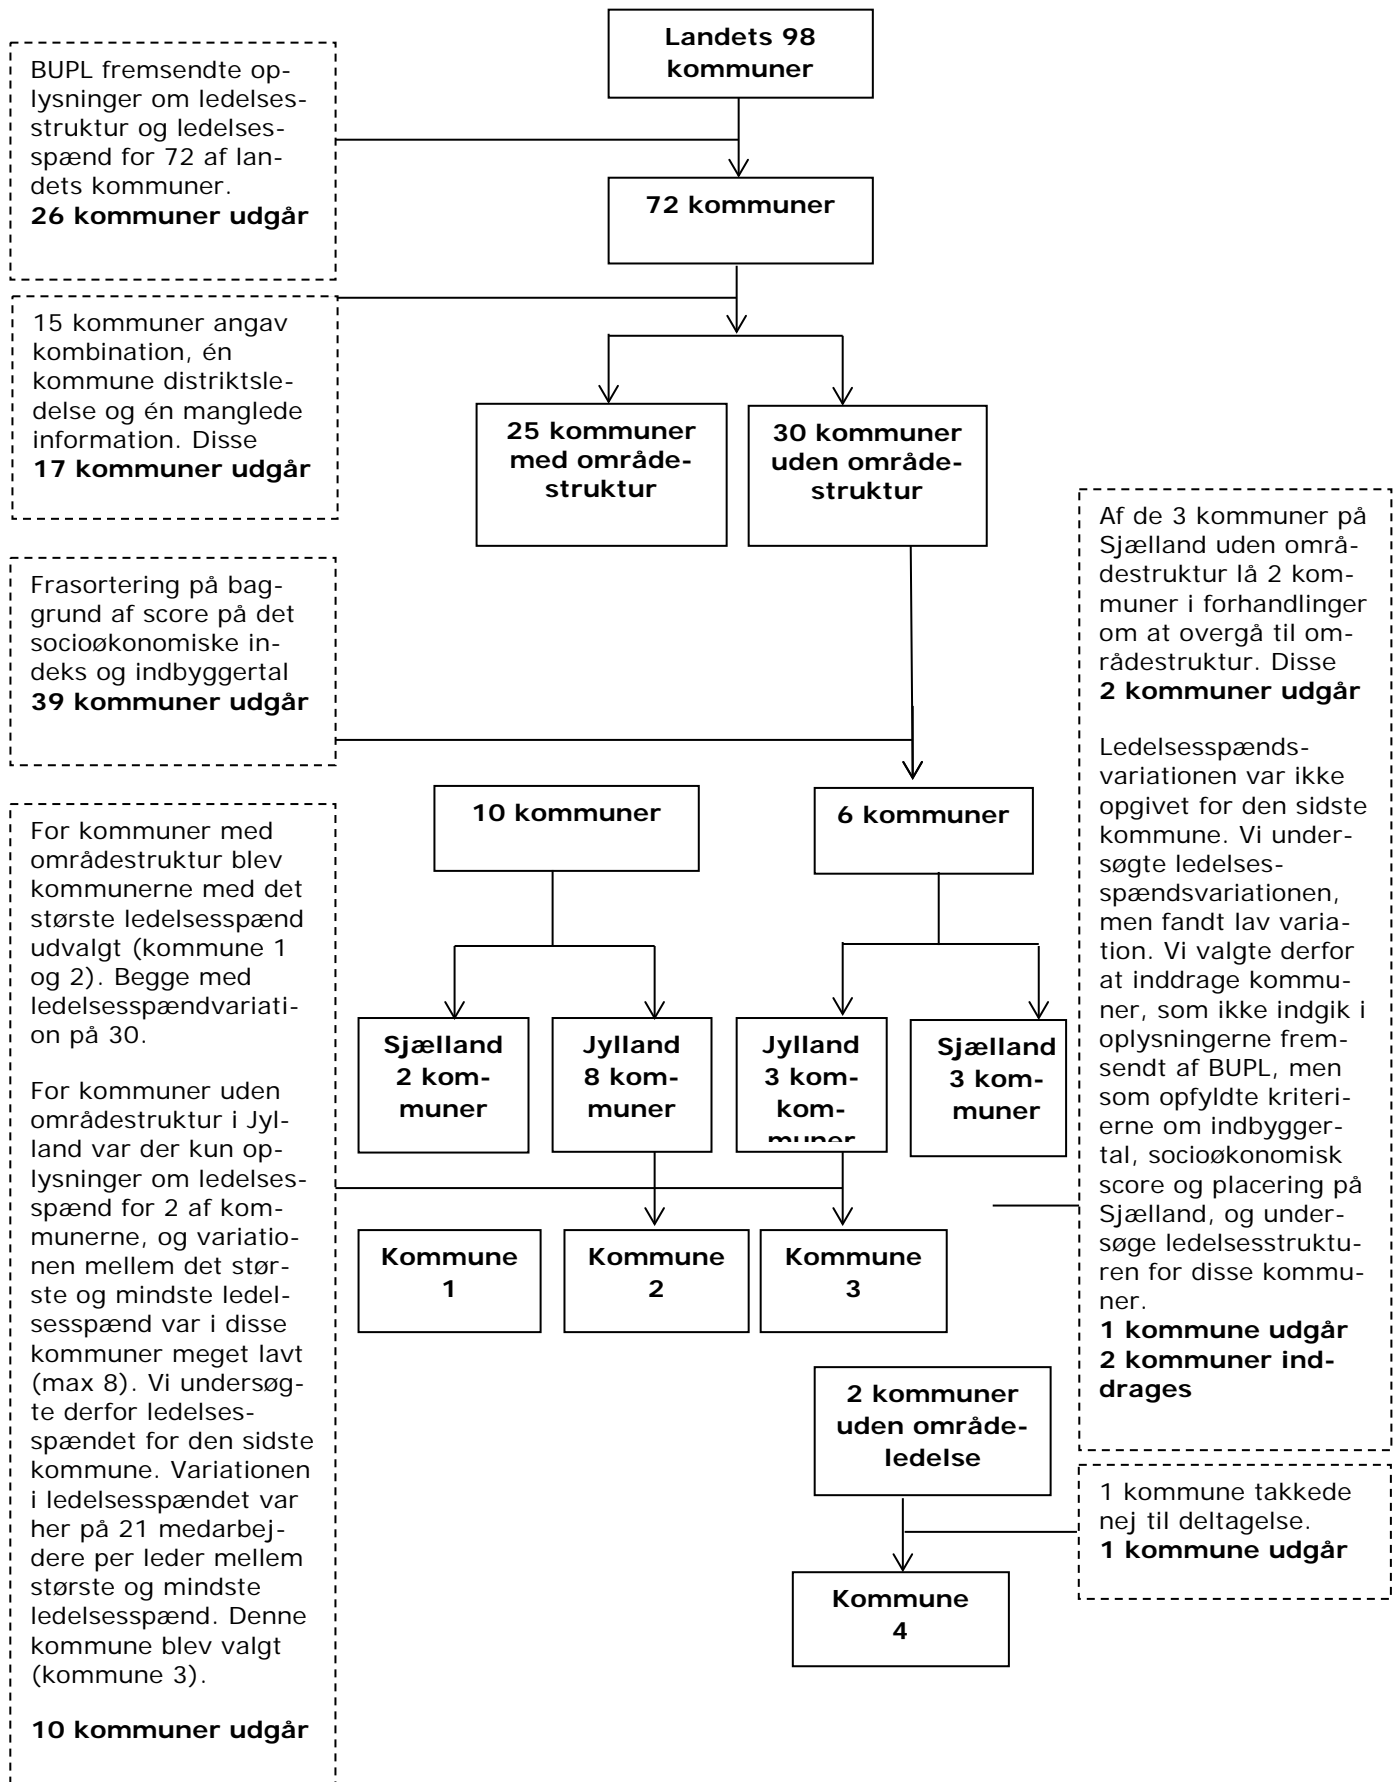 Landets 98
kommuner
BUPL fremsendte op-
lysninger om ledelses-
struktur og ledelses-
spænd for 72 af lan-
dets kommuner.
26 kommuner udgår
72 kommuner
15 kommuner angav
kombination, én
kommune distriktsle-
delse og én manglede
information. Disse
17 kommuner udgår
25 kommuner
med område-
struktur
30 kommuner
uden område-
struktur
Frasortering på bag-
grund af score på det
socioøkonomiske in-
deks og indbyggertal
39 kommuner udgår
10 kommuner
6 kommuner
Af de 3 kommuner på
Sjælland uden områ-
destruktur lå 2 kom-
muner i forhandlinger
om at overgå til om-
rådestruktur. Disse
2 kommuner udgår
Ledelsesspænds-
variationen var ikke
opgivet for den sidste
kommune. Vi under-
søgte ledelses-
spændsvariationen,
men fandt lav varia-
tion. Vi valgte derfor
at inddrage kommu-
ner, som ikke indgik i
oplysningerne frem-
sendt af BUPL, men
som opfyldte kriteri-
erne om indbygger-
tal, socioøkonomisk
score og placering på
Sjælland, og under-
søge ledelsesstruktu-
ren for disse kommu-
ner.
1 kommune udgår
2 kommuner ind-
drages
For kommuner med
områdestruktur blev
kommunerne med det
største ledelsesspænd
udvalgt (kommune 1
og 2). Begge med
ledelsesspændvariati-
on på 30.
For kommuner uden
områdestruktur i Jyl-
land var der kun op-
lysninger om ledelses-
spænd for 2 af kom-
munerne, og variatio-
nen mellem det stør-
ste og mindste ledel-
sesspænd var i disse
kommuner meget lavt
(max 8). Vi undersøg-
te derfor ledelses-
spændet for den sidste
kommune. Variationen
i ledelsesspændet var
her på 21 medarbej-
dere per leder mellem
største og mindste
ledelsesspænd. Denne
kommune blev valgt
(kommune 3).
10 kommuner udgår
Sjælland
2 kom-
muner
Jylland
8 kom-
muner
Jylland
3 kom-
kom-
muner
Sjælland
3 kom-
muner
Kommune
1
Kommune
2
Kommune
3
2 kommuner
uden område-
ledelse
1 kommune takkede
nej til deltagelse.
1 kommune udgår
Kommune
4